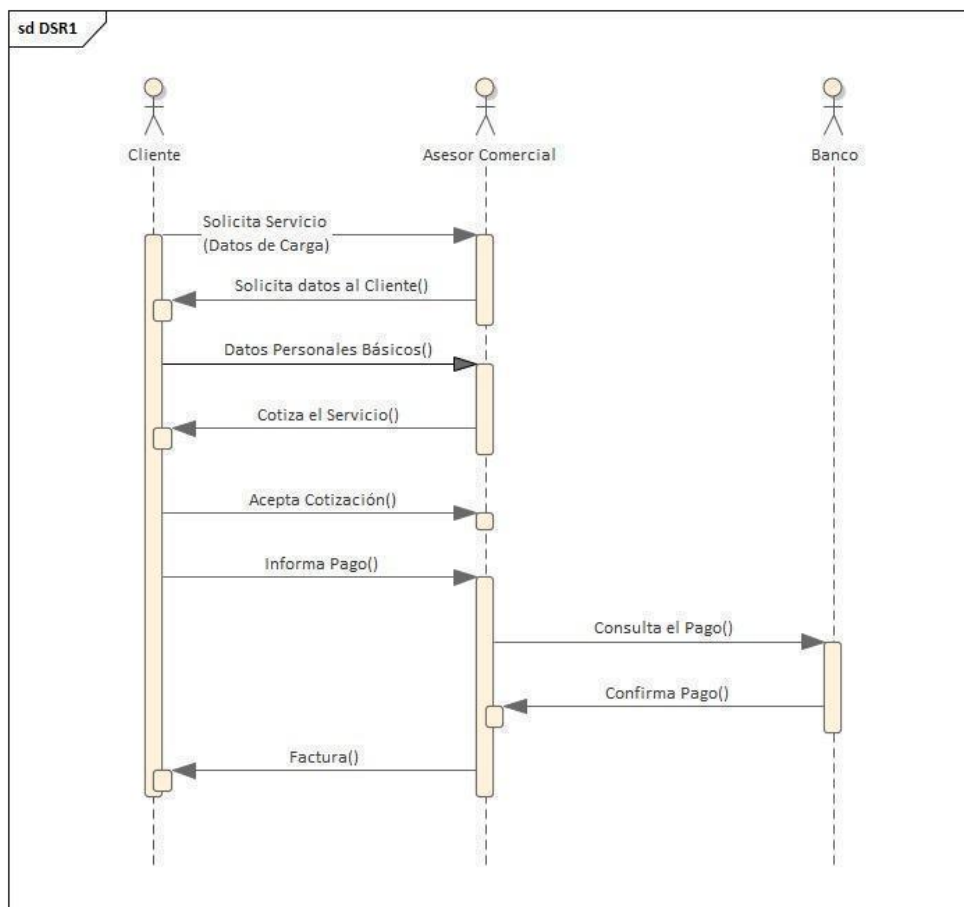 sd DSR1
Cliente
Asesor Comercial
Banco
Solicita Servicio
(Datos de Carga)
Solicita datos al Cliente()
Datos Personales Básicos()
Cotiza el Servicio()
Acepta Cotización()
Informa Pago()
Consulta el Pago()
Confirma Pago()
Factura()